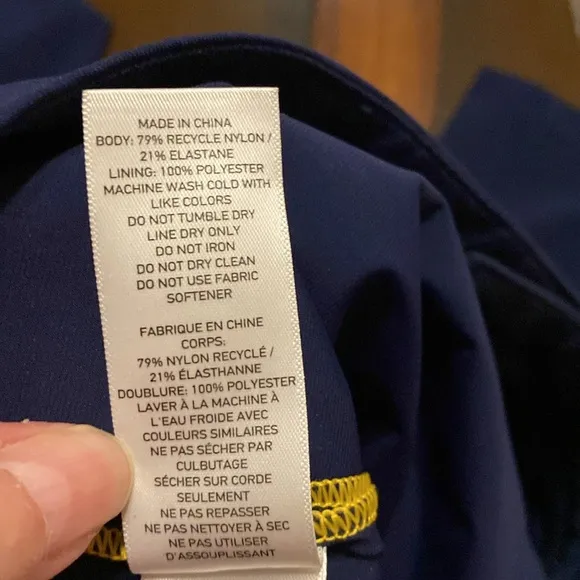 MADE IN CHINA
BODY: 79% RECYCLE NYLON /
21% ELASTANE
LINING: 100% POLYESTER
MACHINE WASH COLD WITH
LIKE COLORS
DO NOT TUMBLE DRY
LINE DRY ONLY
DO NOT IRON
DO NOT DRY CLEAN
DO NOT USE FABRIC
SOFTENER
FABRIQUE EN CHINE
CORPS:
79% NYLON RECYCLÉ /
21% ÉLASTHANNE
DOUBLURE: 100% POLYESTER
LAVER À LA MACHINE À
L'EAU FROIDE AVEC
COULEURS SIMILAIRES
NE PAS SÉCHER PAR
CULBUTAGE
SÉCHER SUR CORDE
SEULEMENT
NE PAS REPASSER
NE PAS NETTOYER À SEC
NE PAS UTILISER
D'ASSOUPLISSANT